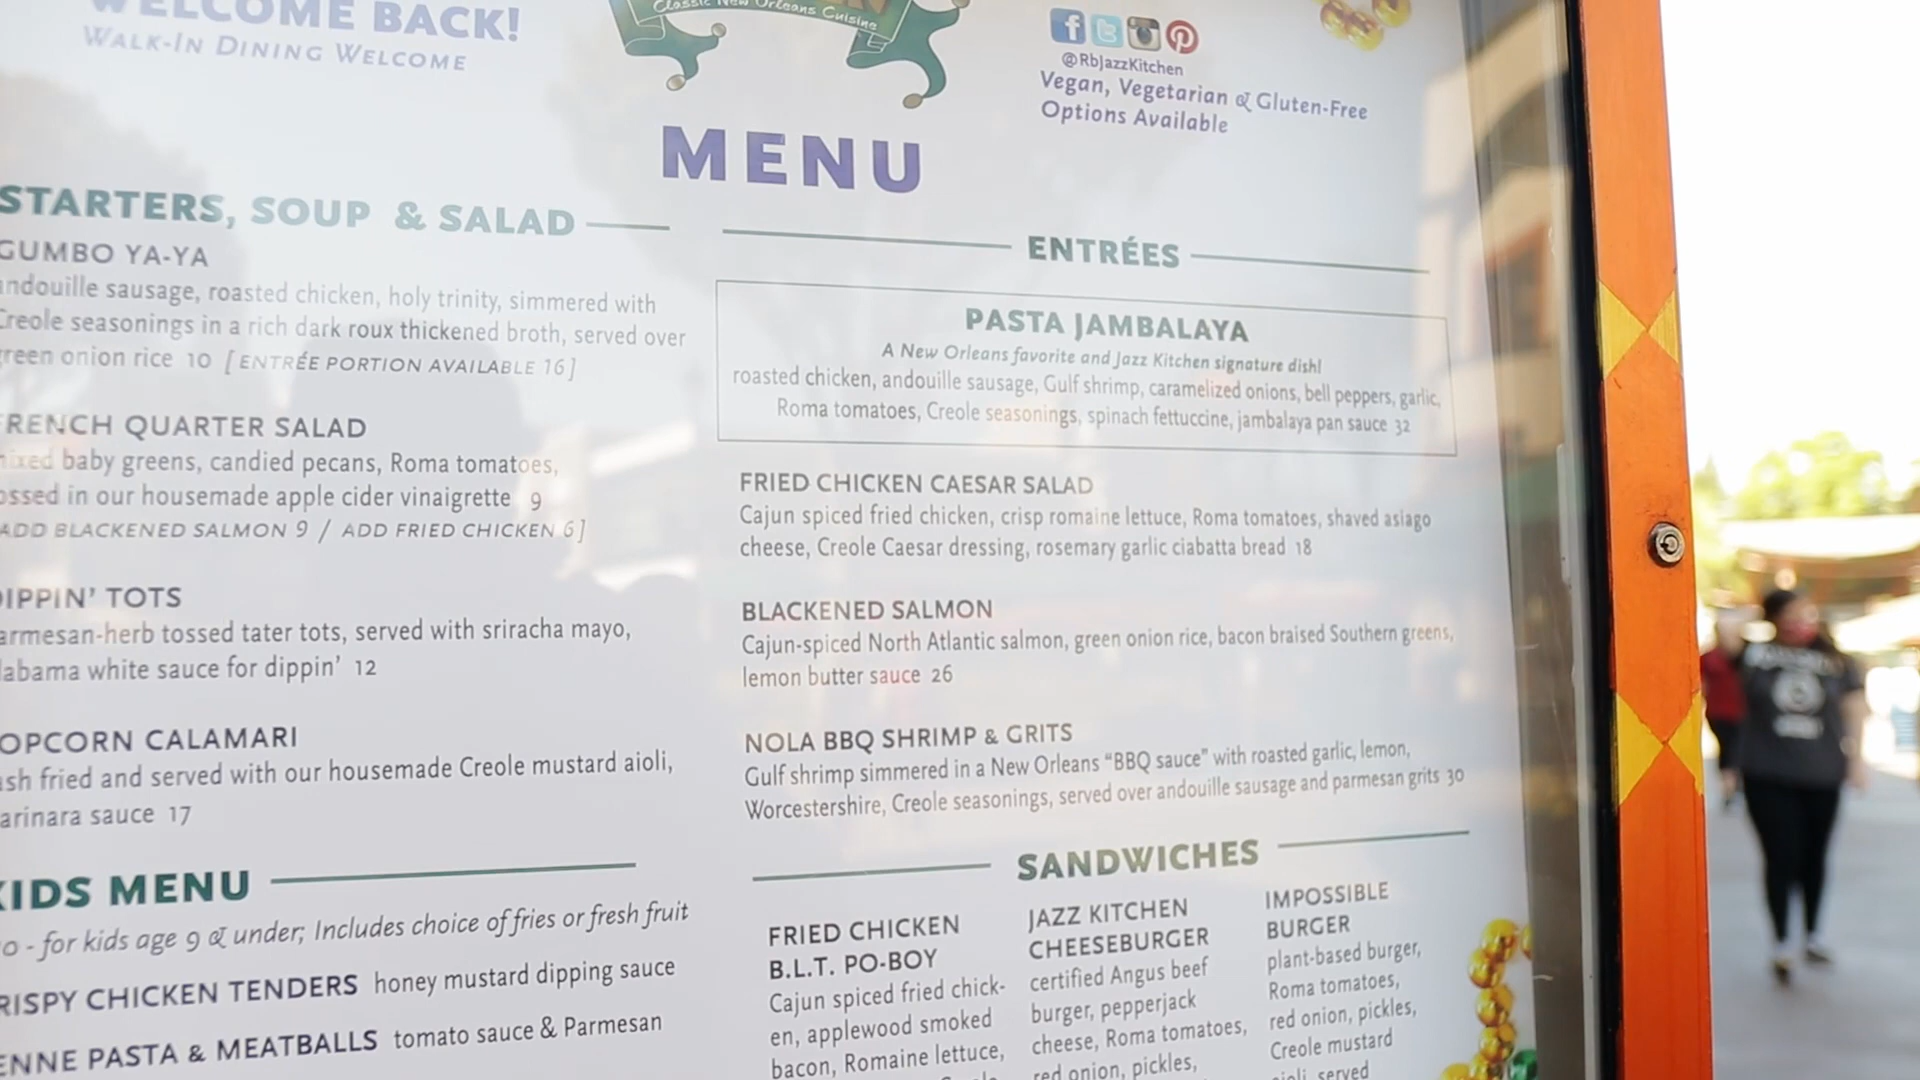 WELCOME BACK!
WALK-IN DINING WELCOME
Classic New Orleans Cuisine
@RbJazzKitchen
Vegan, Vegetarian & Gluten-Free
Options Available
MENU
STARTERS, SOUP & SALAD
GUMBO YA-YA
andouille sausage, roasted chicken, holy trinity, simmered with
Creole seasonings in a rich dark roux thickened broth, served over
green onion rice 10 [ENTRÉE PORTION AVAILABLE 16]
FRENCH QUARTER SALAD
mixed baby greens, candied pecans, Roma tomatoes,
ossed in our housemade apple cider vinaigrette 9
ADD BLACKENED SALMON 9 / ADD FRIED CHICKEN 6]
DIPPIN' TOTS
armesan-herb tossed tater tots, served with sriracha mayo,
labama white sauce for dippin' 12
OPCORN CALAMARI
ash fried and served with our housemade Creole mustard aioli,
arinara sauce 17
KIDS MENU
o - for kids age 9 & under; Includes choice of fries or fresh fruit
RISPY CHICKEN TENDERS honey mustard dipping sauce
ENNE PASTA & MEATBALLS tomato sauce & Parmesan
ENTRÉES
PASTA JAMBALAYA
A New Orleans favorite and Jazz Kitchen signature dish!
roasted chicken, andouille sausage, Gulf shrimp, caramelized onions, bell peppers, garlic,
Roma tomatoes, Creole seasonings, spinach fettuccine, jambalaya pan sauce 32
FRIED CHICKEN CAESAR SALAD
Cajun spiced fried chicken, crisp romaine lettuce, Roma tomatoes, shaved asiago
cheese, Creole Caesar dressing, rosemary garlic ciabatta bread 18
BLACKENED SALMON
Cajun-spiced North Atlantic salmon, green onion rice, bacon braised Southern greens,
lemon butter sauce 26
NOLA BBQ SHRIMP & GRITS
Gulf shrimp simmered in a New Orleans "BBQ sauce" with roasted garlic, lemon,
Worcestershire, Creole seasonings, served over andouille sausage and parmesan grits 30
SANDWICHES
FRIED CHICKEN
B.L.T. PO-BOY
Cajun spiced fried chick-
en, applewood smoked
bacon, Romaine lettuce,
JAZZ KITCHEN
CHEESEBURGER
certified Angus beef
burger, pepperjack
cheese, Roma tomatoes,
red onion, pickles,
IMPOSSIBLE
BURGER
plant-based burger,
Roma tomatoes,
red onion, pickles,
Creole mustard
aioli, served